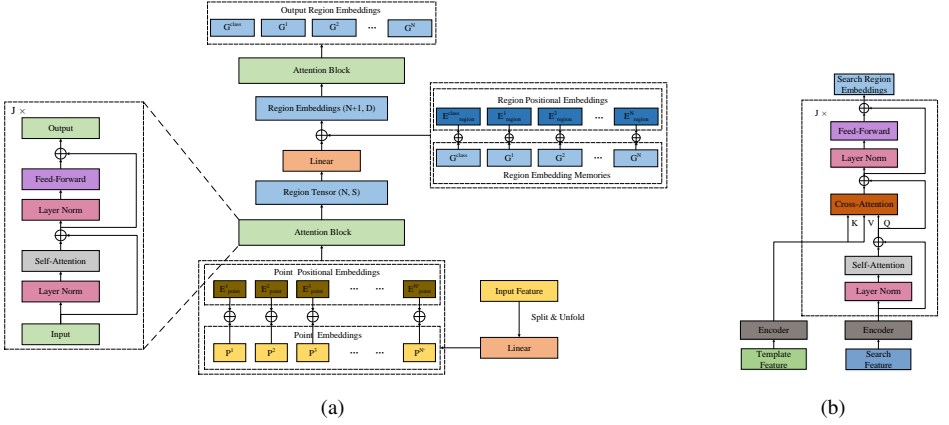 Output Region Embeddings
G^class G^1 G^2 ... G^N
Attention Block
Region Embeddings (N+1, D)
Linear
Region Tensor (N, S)
Attention Block
Region Positional Embeddings
E^class_region E^1_region E^2_region ... E^N_region
G^class G^1 G^2 ... G^N
Region Embedding Memories
J ×
Output
Feed-Forward
Layer Norm
Self-Attention
Layer Norm
Input
Point Positional Embeddings
E^1_point E^2_point E^3_point ... ... E^N_point
Point Embeddings
P^1 P^2 P^3 ... ... P^N
Input Feature
Split & Unfold
Linear
(a)
Search Region
Embeddings
J ×
Feed-Forward
Layer Norm
Cross-Attention
K V Q
Self-Attention
Layer Norm
Encoder Encoder
Template
Feature
Search
Feature
(b)